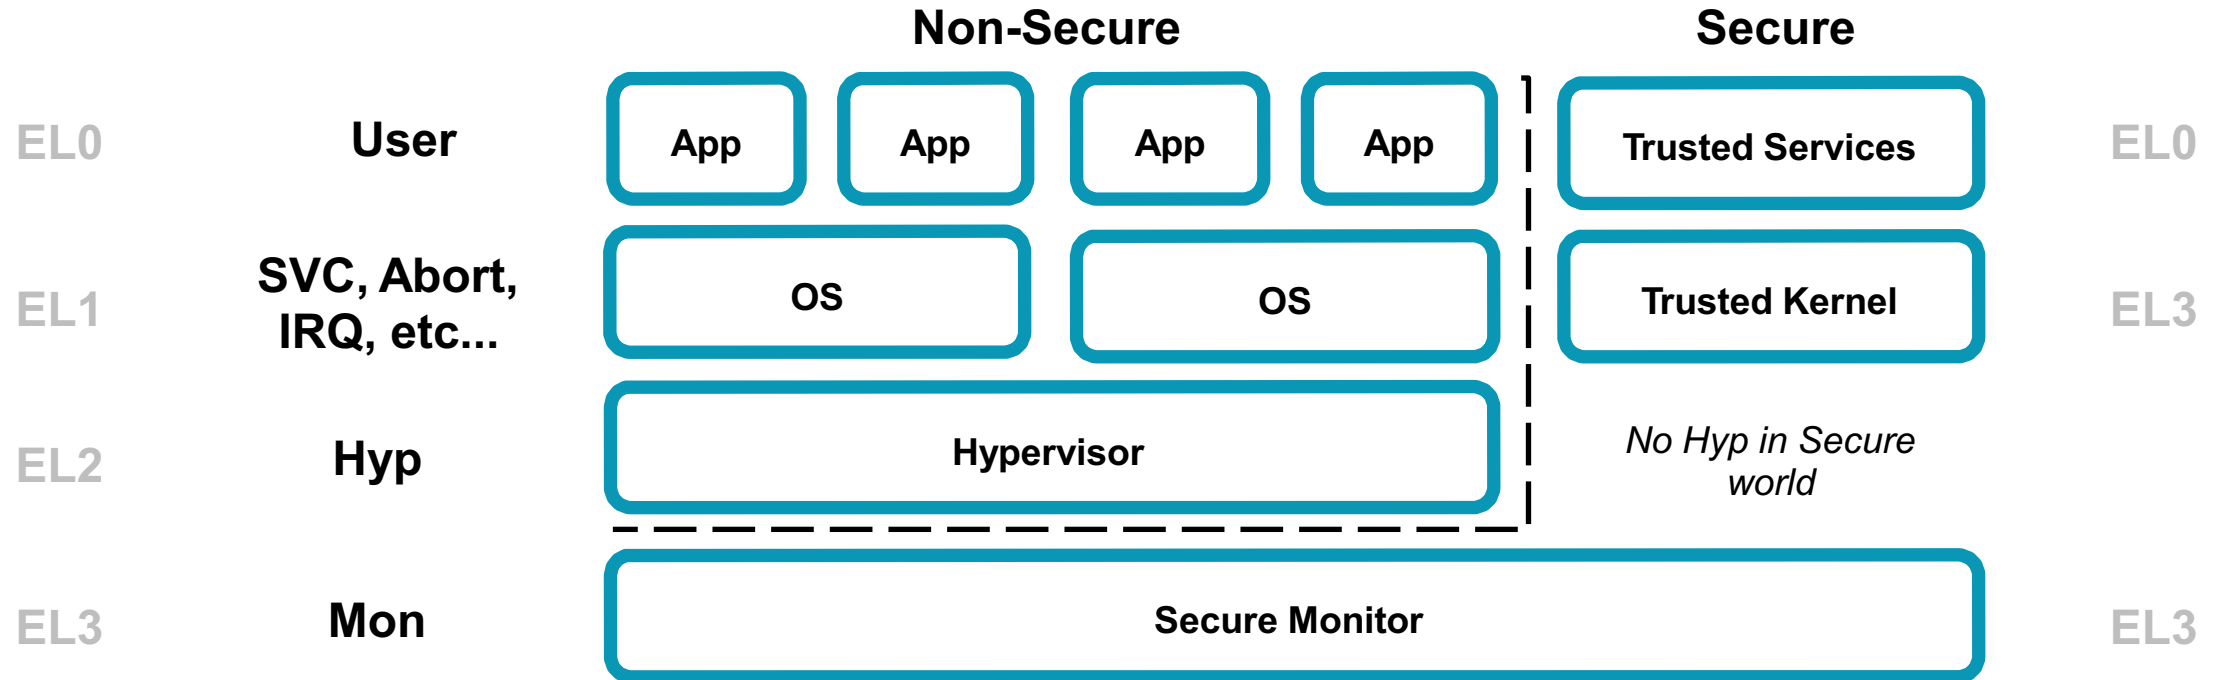 Non-Secure Secure
EL0 User App App App App Trusted Services EL0
SVC, Abort,
EL1 IRQ, etc... OS OS Trusted Kernel EL3
EL2 Hyp Hypervisor No Hyp in Secure
world
EL3 Mon Secure Monitor EL3